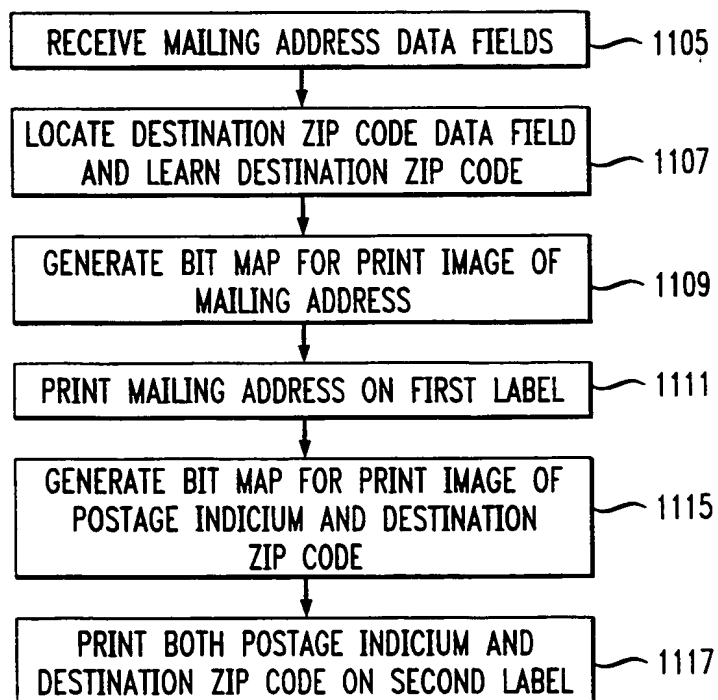 RECEIVE MAILING ADDRESS DATA FIELDS 1105
LOCATE DESTINATION ZIP CODE DATA FIELD
AND LEARN DESTINATION ZIP CODE 1107
GENERATE BIT MAP FOR PRINT IMAGE OF
MAILING ADDRESS 1109
PRINT MAILING ADDRESS ON FIRST LABEL 1111
GENERATE BIT MAP FOR PRINT IMAGE OF
POSTAGE INDICIUM AND DESTINATION 1115
ZIP CODE
PRINT BOTH POSTAGE INDICIUM AND
DESTINATION ZIP CODE ON SECOND LABEL 1117